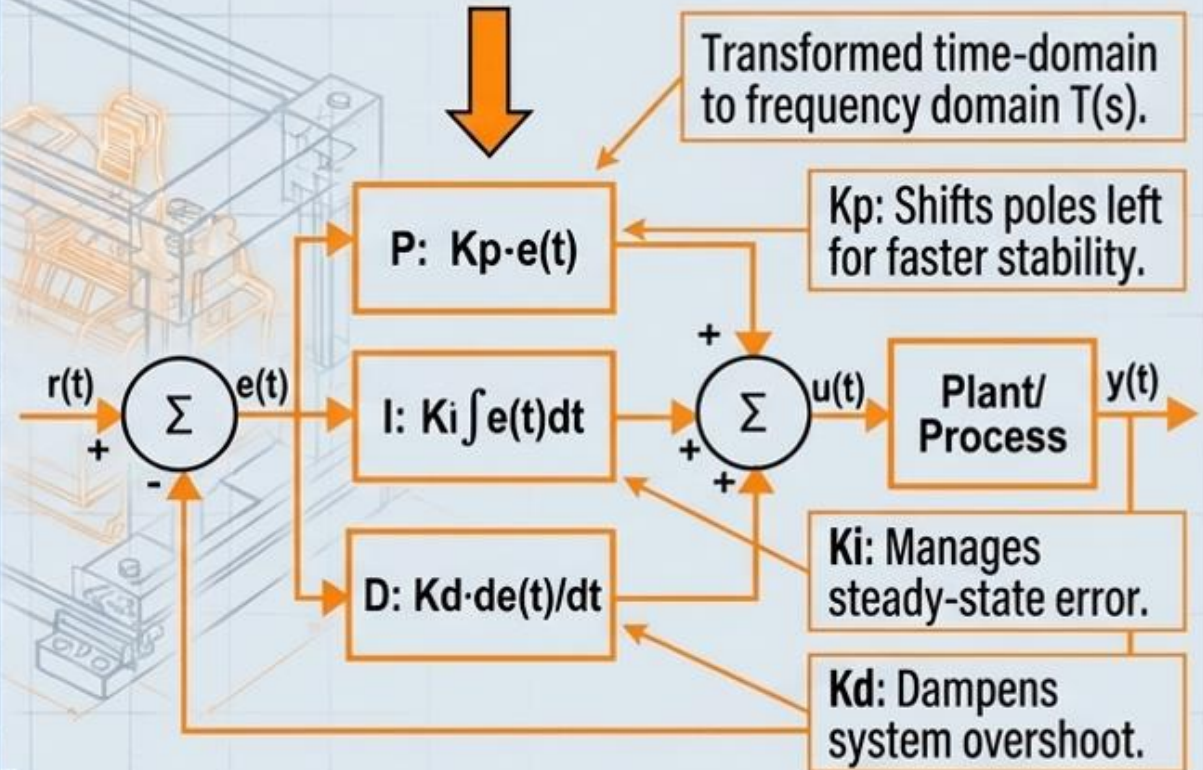 Transformed time-domain
to frequency domain T(s).
Kp: Shifts poles left
for faster stability.
P: Kp·e(t)
r(t)
+
-
Σ
e(t)
I: Ki∫e(t)dt
+
+
+
Σ
u(t)
Plant/
Process
y(t)
D: Kd·de(t)/dt
Ki: Manages
steady-state error.
Kd: Dampens
system overshoot.